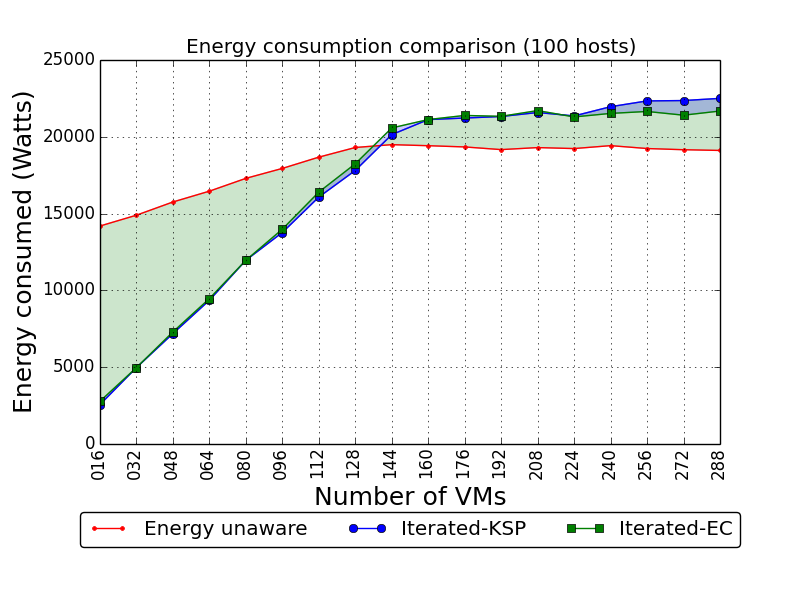 Energy consumption comparison (100 hosts)
25000
20000
15000
10000
5000
0
Energy consumed (Watts)
016 032 048 064 080 096 112 128 144 160 176 192 208 224 240 256 272 288
Number of VMs
Energy unaware Iterated-KSP Iterated-EC